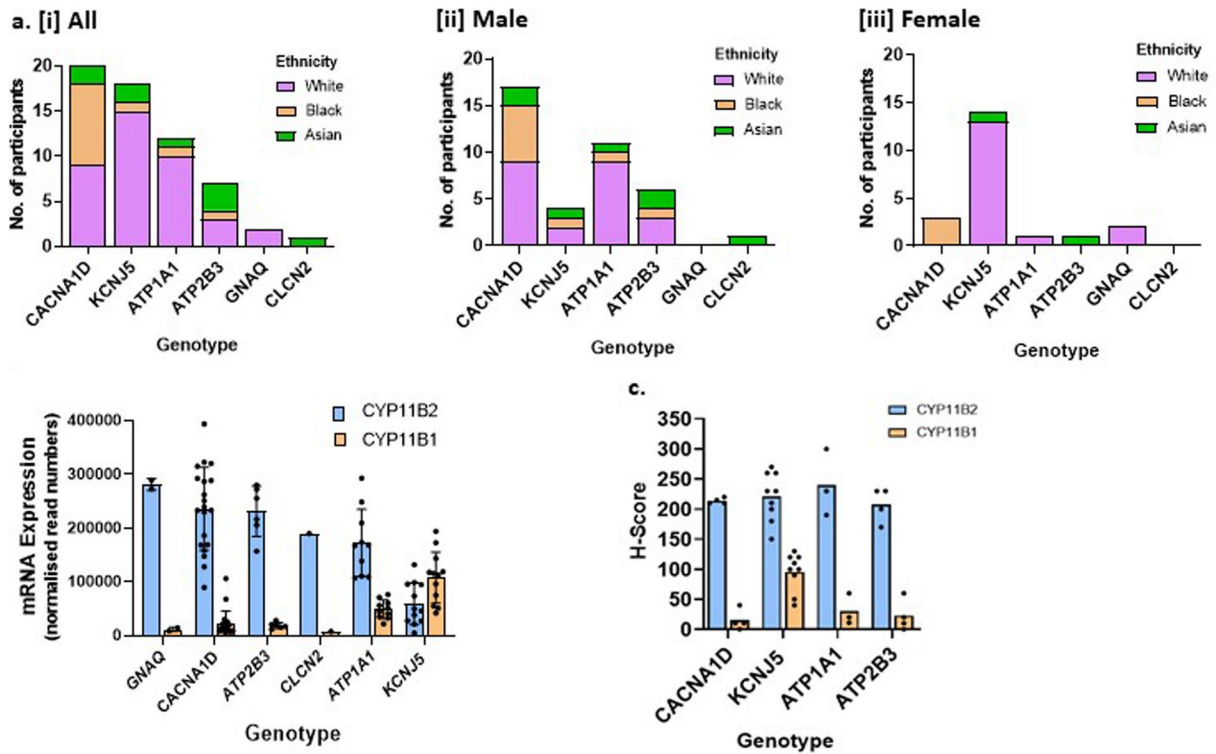 a. [i] All
No. of participants
20
15
10
5
0
Ethnicity
White
Black
Asian
CACNA1D
KCNJ5
ATP1A1
ATP2B3
GNAQ
CLCN2
Genotype
[ii] Male
No. of participants
20
15
10
5
0
Ethnicity
White
Black
Asian
CACNA1D
KCNJ5
ATP1A1
ATP2B3
GNAQ
CLCN2
Genotype
[iii] Female
No. of participants
20
15
10
5
0
Ethnicity
White
Black
Asian
CACNA1D
KCNJ5
ATP1A1
ATP2B3
GNAQ
CLCN2
Genotype
mRNA Expression
(normalised read numbers)
400000
300000
200000
100000
0
CYP11B2
CYP11B1
GNAQ
CACNA1D
ATP2B3
CLCN2
ATP1A1
KCNJ5
Genotype
c.
H-Score
350
300
250
200
150
100
50
0
CYP11B2
CYP11B1
CACNA1D
KCNJ5
ATP1A1
ATP2B3
Genotype